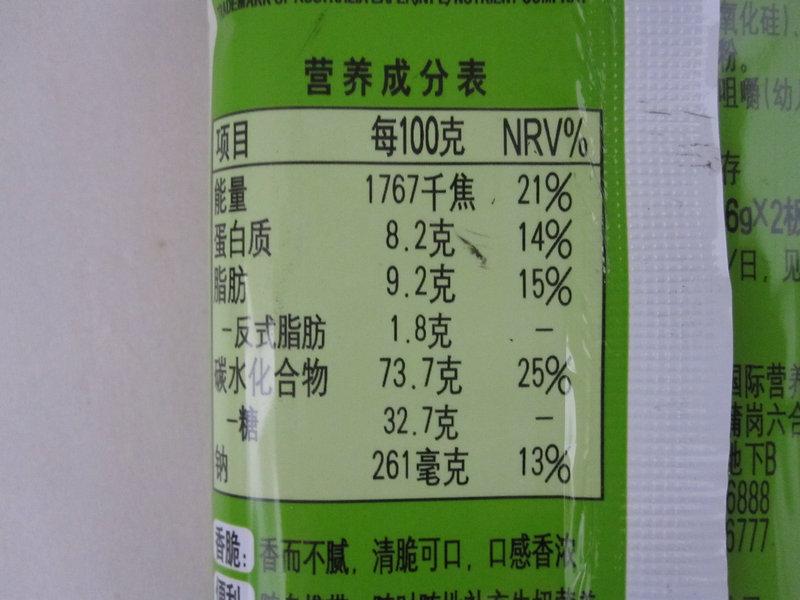 营养成分表
项目 每100克 NRV%
能量 1767千焦 21%
蛋白质 8.2克 14%
脂肪 9.2克 15%
-反式脂肪 1.8克 -
碳水化合物 73.7克 25%
-糖 32.7克 -
钠 261毫克 13%
香脆: 香而不腻, 清脆可口, 口感香浓
氧化硅)、
粉。
咀嚼(幼
存
6g×2板
/日, 见
国际营养
蒲岗六合
地下B
6888
6777